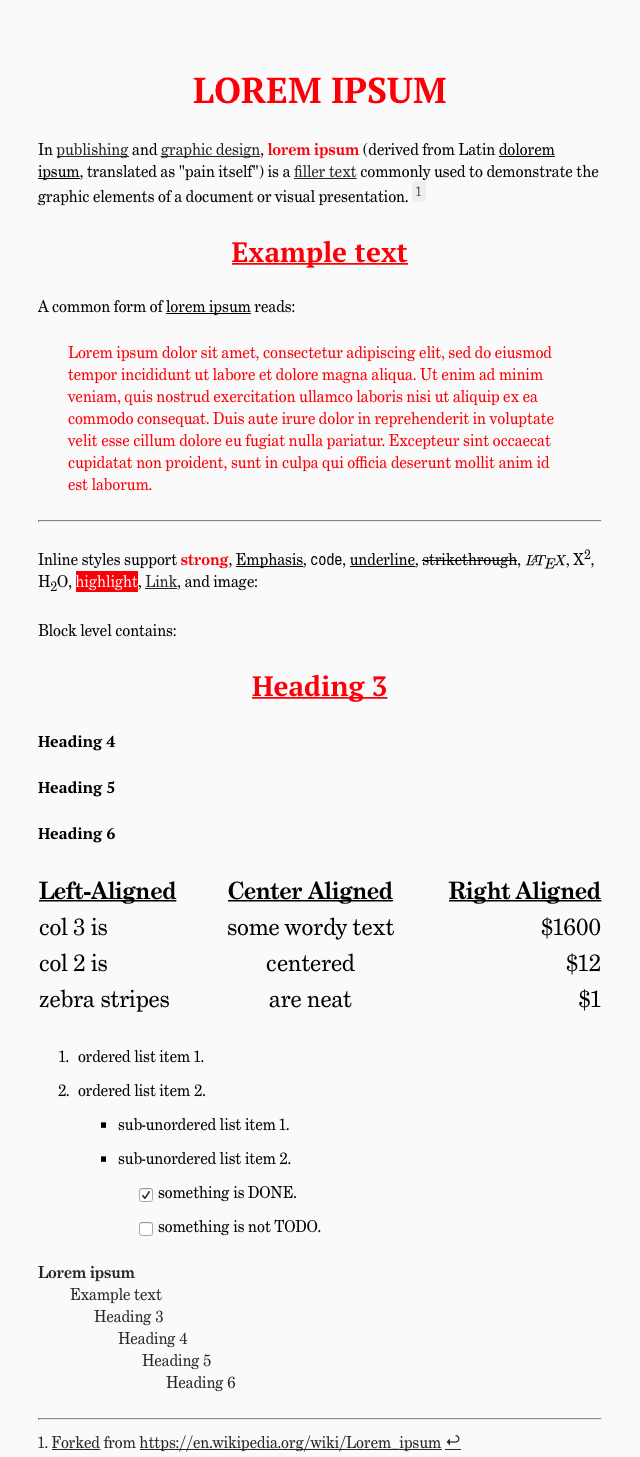 LOREM IPSUM
In publishing and graphic design, lorem ipsum (derived from Latin dolorem
ipsum, translated as "pain itself") is a filler text commonly used to demonstrate the
graphic elements of a document or visual presentation. 1
Example text
A common form of lorem ipsum reads:
Lorem ipsum dolor sit amet, consectetur adipiscing elit, sed do eiusmod
tempor incididunt ut labore et dolore magna aliqua. Ut enim ad minim
veniam, quis nostrud exercitation ullamco laboris nisi ut aliquip ex ea
commodo consequat. Duis aute irure dolor in reprehenderit in voluptate
velit esse cillum dolore eu fugiat nulla pariatur. Excepteur sint occaecat
cupidatat non proident, sunt in culpa qui officia deserunt mollit anim id
est laborum.
Inline styles support strong, Emphasis, code, underline, strikethrough, LATEX, X²,
H₂O, highlight, Link, and image:
Block level contains:
Heading 3
Heading 4
Heading 5
Heading 6
Left-Aligned Center Aligned Right Aligned
col 3 is some wordy text $1600
col 2 is centered $12
zebra stripes are neat $1
1. ordered list item 1.
2. ordered list item 2.
▪ sub-unordered list item 1.
▪ sub-unordered list item 2.
☑ something is DONE.
☐ something is not TODO.
Lorem ipsum
Example text
Heading 3
Heading 4
Heading 5
Heading 6
1. Forked from https://en.wikipedia.org/wiki/Lorem_ipsum ↩